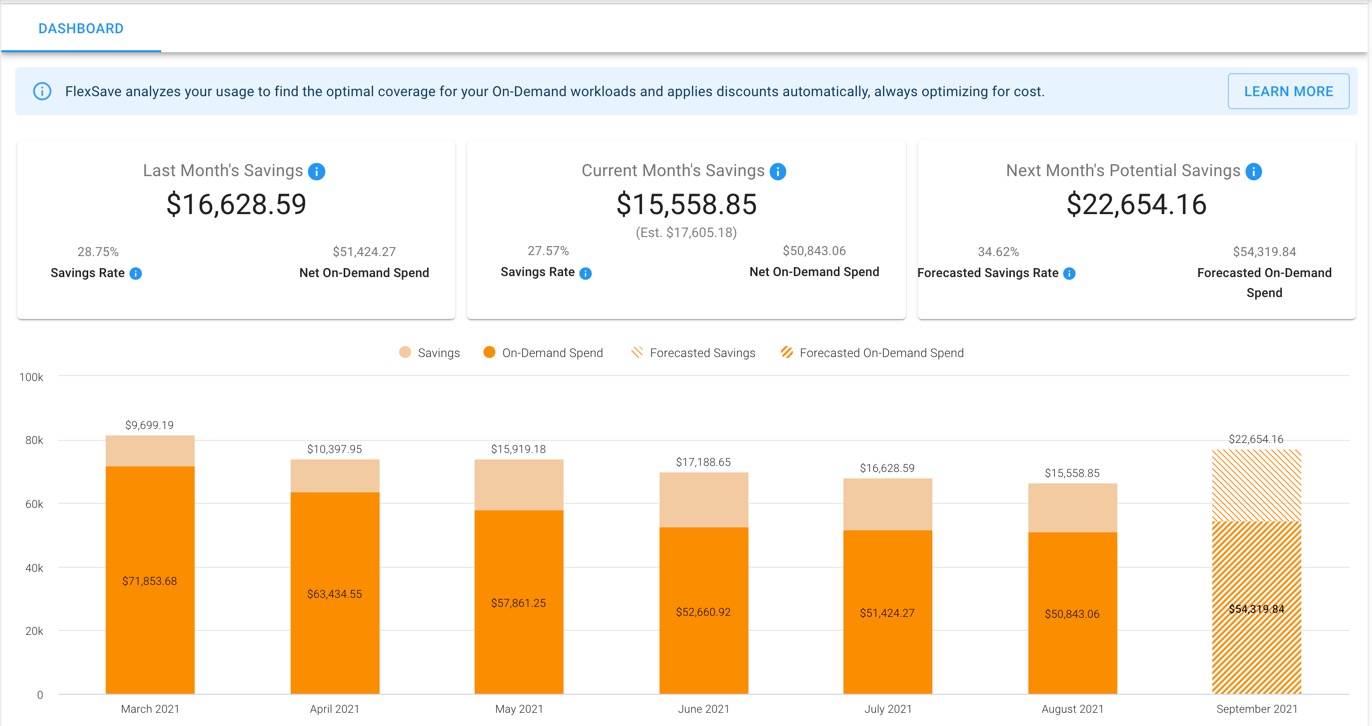 DASHBOARD
FlexSave analyzes your usage to find the optimal coverage for your On-Demand workloads and applies discounts automatically, always optimizing for cost.
LEARN MORE
Last Month's Savings
$16,628.59
28.75%
Savings Rate
$51,424.27
Net On-Demand Spend
Current Month's Savings
$15,558.85
(Est. $17,605.18)
27.57%
Savings Rate
$50,843.06
Net On-Demand Spend
Next Month's Potential Savings
$22,654.16
34.62%
Forecasted Savings Rate
$54,319.84
Forecasted On-Demand
Spend
Savings
On-Demand Spend
Forecasted Savings
Forecasted On-Demand Spend
100k
80k
60k
40k
20k
0
$9,699.19
$71,853.68
March 2021
$10,397.95
$63,434.55
April 2021
$15,919.18
$57,861.25
May 2021
$17,188.65
$52,660.92
June 2021
$16,628.59
$51,424.27
July 2021
$15,558.85
$50,843.06
August 2021
$22,654.16
$54,319.84
September 2021